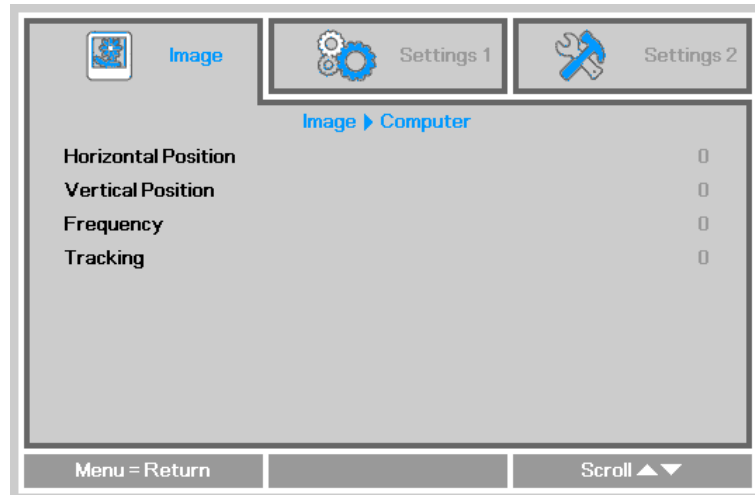 Image
Settings 1
Settings 2
Image ▶ Computer
Horizontal Position 0
Vertical Position 0
Frequency 0
Tracking 0
Menu = Return
Scroll ▲▼